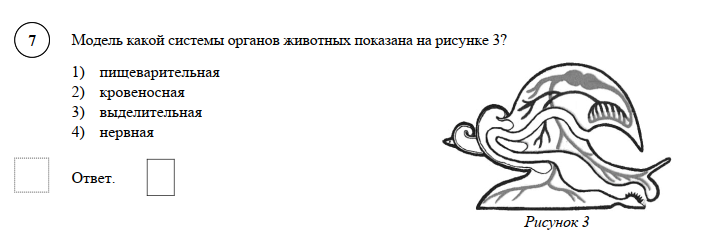 7 Модель какой системы органов животных показана на рисунке 3?
1) пищеварительная
2) кровеносная
3) выделительная
4) нервная
Ответ.
Рисунок 3